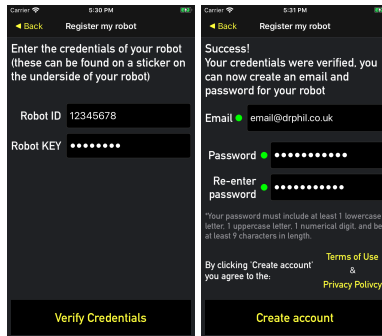 Carrier 5:30 PM
◀ Back Register my robot
Enter the credentials of your robot
(these can be found on a sticker on
the underside of your robot)
Robot ID 12345678
Robot KEY ●●●●●●●●
Verify Credentials
Carrier 5:31 PM
◀ Back Register my robot
Success!
Your credentials were verified, you
can now create an email and
password for your robot
Email email@drphil.co.uk
Password ●●●●●●●●●●●
Re-enter
password ●●●●●●●●●●●
*Your password must include at least 1 lowercase
letter, 1 uppercase letter, 1 numerical digit, and be
at least 9 characters in length.
By clicking 'Create account'
you agree to the:
Terms of Use
&
Privacy Polivcy
Create account